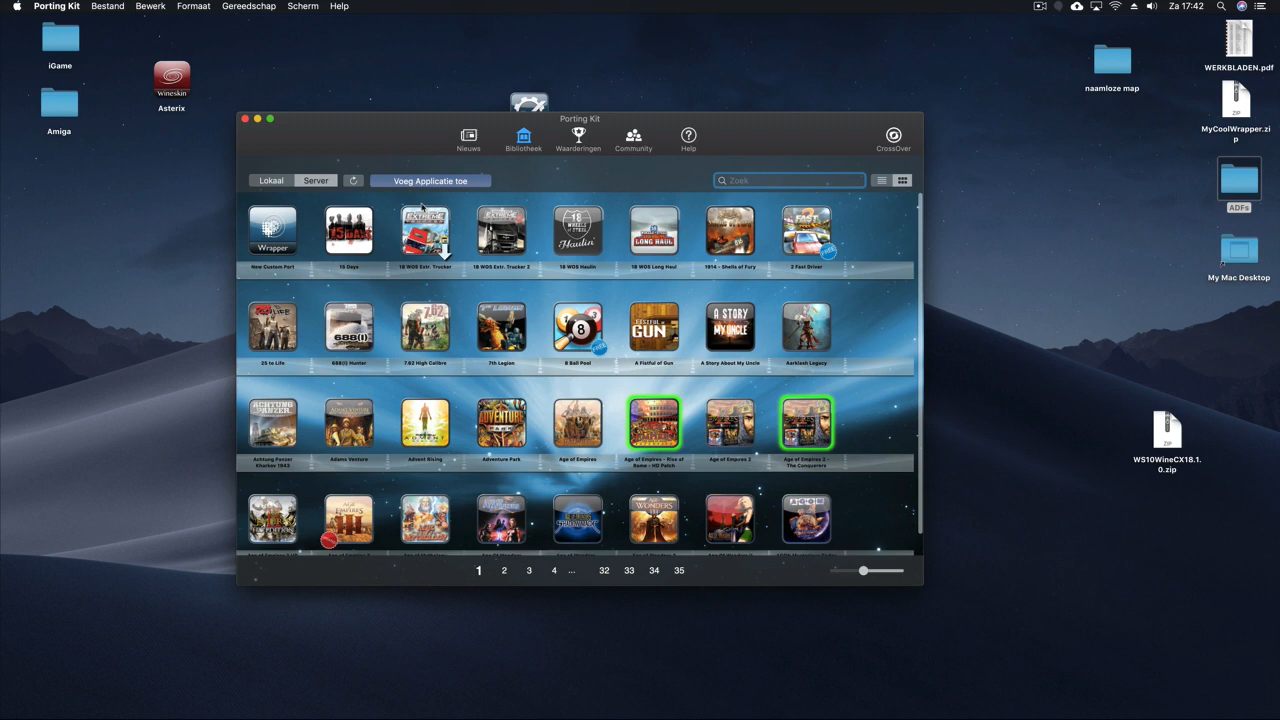 Porting Kit Bestand Bewerk Formaat Gereedschap Scherm Help Za 17:42
iGame
Wineskin
Asterix
Amiga
naamloze map
WERKBLADEN.pdf
ZIP
MyCoolWrapper.zi
p
ADFs
My Mac Desktop
ZIP
WS10WineCX18.1.
0.zip
Porting Kit
Nieuws Bibliotheek Waarderingen Community Help CrossOver
Lokaal Server Voeg Applicatie toe Zoek
Wrapper
New Custom Port 15 Days 18 WOS Extr. Trucker 18 WOS Extr. Trucker 2 18 WOS Haulin 18 WOS Long Haul 1914 - Shells of Fury 2 Fast Driver
FREE
25 to Life 688(I) Hunter 7.62 High Calibre 7th Legion 8 Ball Pool A Fistful of Gun A Story About My Uncle Aarklash Legacy
FREE
Achtung Panzer Kharkov 1943 Adams Venture Advent Rising Adventure Park Age of Empires Age of Empires - Rise of Rome - HD Patch Age of Empires 2 Age of Empires 2 - The Conquerors
1 2 3 4 ... 32 33 34 35